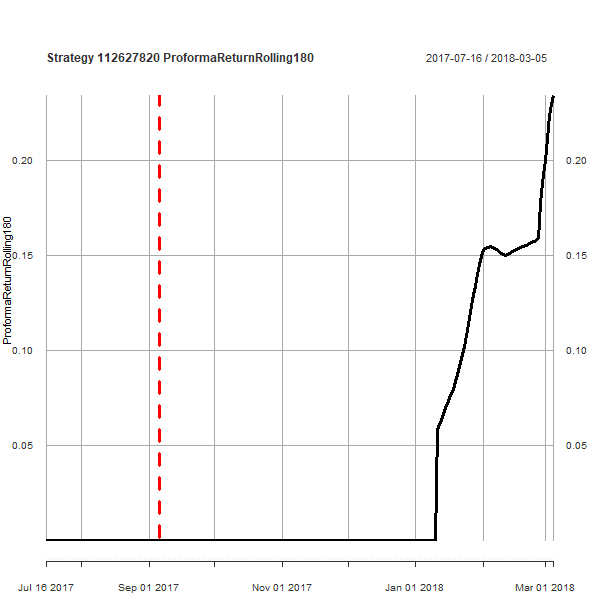 Strategy 112627820 ProformaReturnRolling180
2017-07-16 / 2018-03-05
ProformaReturnRolling180
0.20
0.15
0.10
0.05
0.20
0.15
0.10
0.05
Jul 16 2017
Sep 01 2017
Nov 01 2017
Jan 01 2018
Mar 01 2018